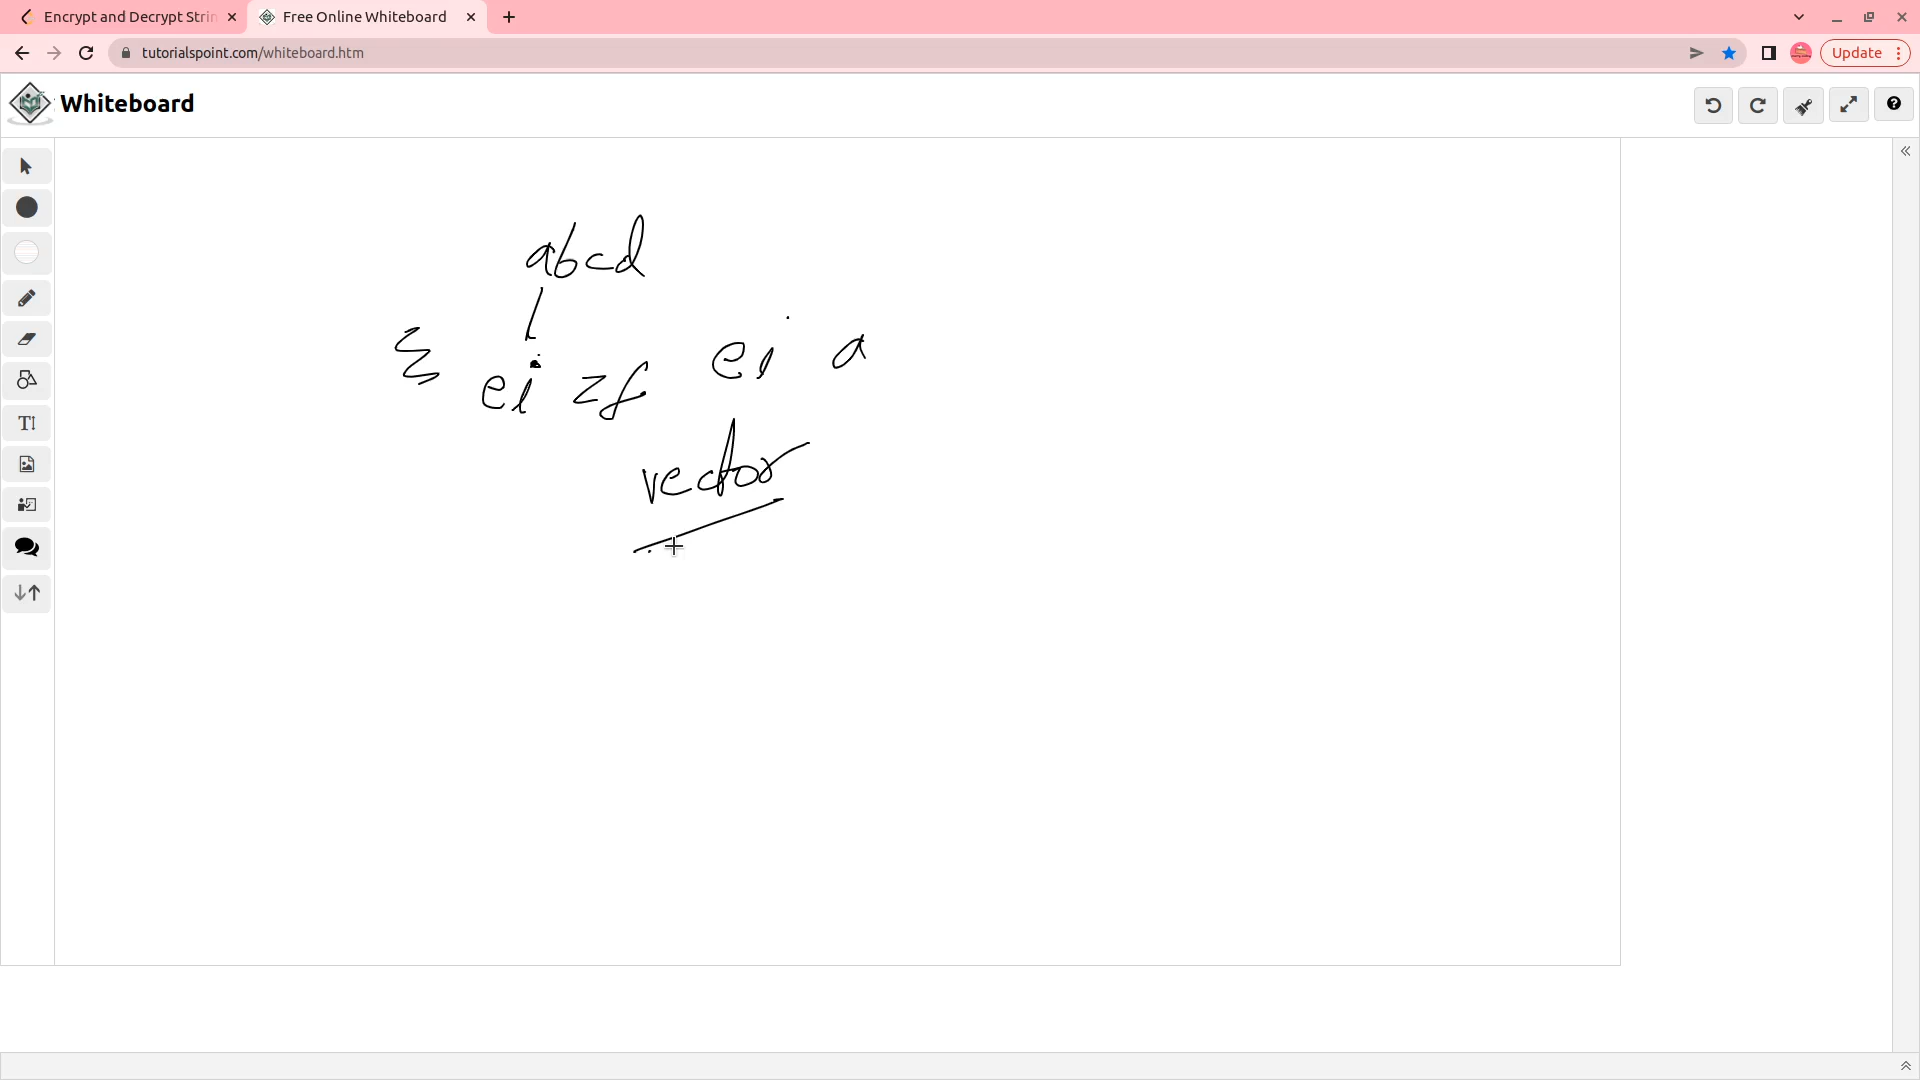 Encrypt and Decrypt Strin
Free Online Whiteboard
tutorialspoint.com/whiteboard.htm
Update
Whiteboard
abcd
ei zf
ei a
vector